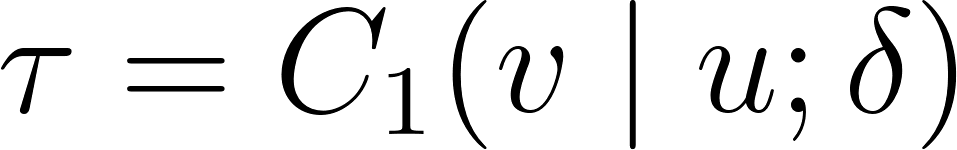 τ = C₁(v | u; δ)